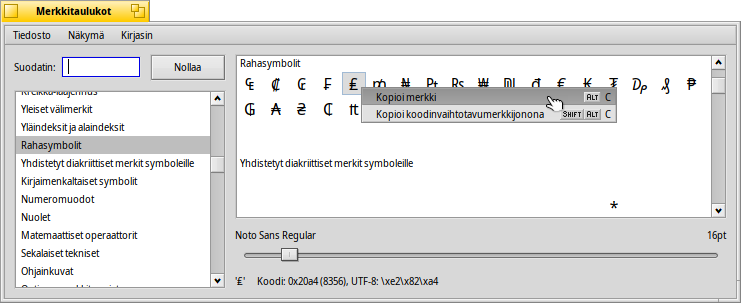 Merkkitaulukot
Tiedosto Näkymä Kirjasin
Suodatin: Nollaa
Kreikka-laajennus
Yleiset välimerkit
Yläindeksit ja alaindeksit
Rahasymbolit
Yhdistetyt diakriittiset merkit symboleille
Kirjaimenkaltaiset symbolit
Numeromuodot
Nuolet
Matemaattiset operaattorit
Sekalaiset tekniset
Ohjainkuvat
Rahasymbolit
₠ ₡ ₢ ₣ ₤ ₥ ₦ ₧ ₨ ₩ ₪ ₫ € ₭ ₮ ₯ ₰ ₱
₲ ₳ ₴ ₵ ₶
Kopioi merkki ALT C
Kopioi koodinvaihtotavumerkkijonona SHIFT ALT C
Yhdistetyt diakriittiset merkit symboleille
*
Noto Sans Regular 16pt
'₤' Koodi: 0x20a4 (8356), UTF-8: \xe2\x82\xa4